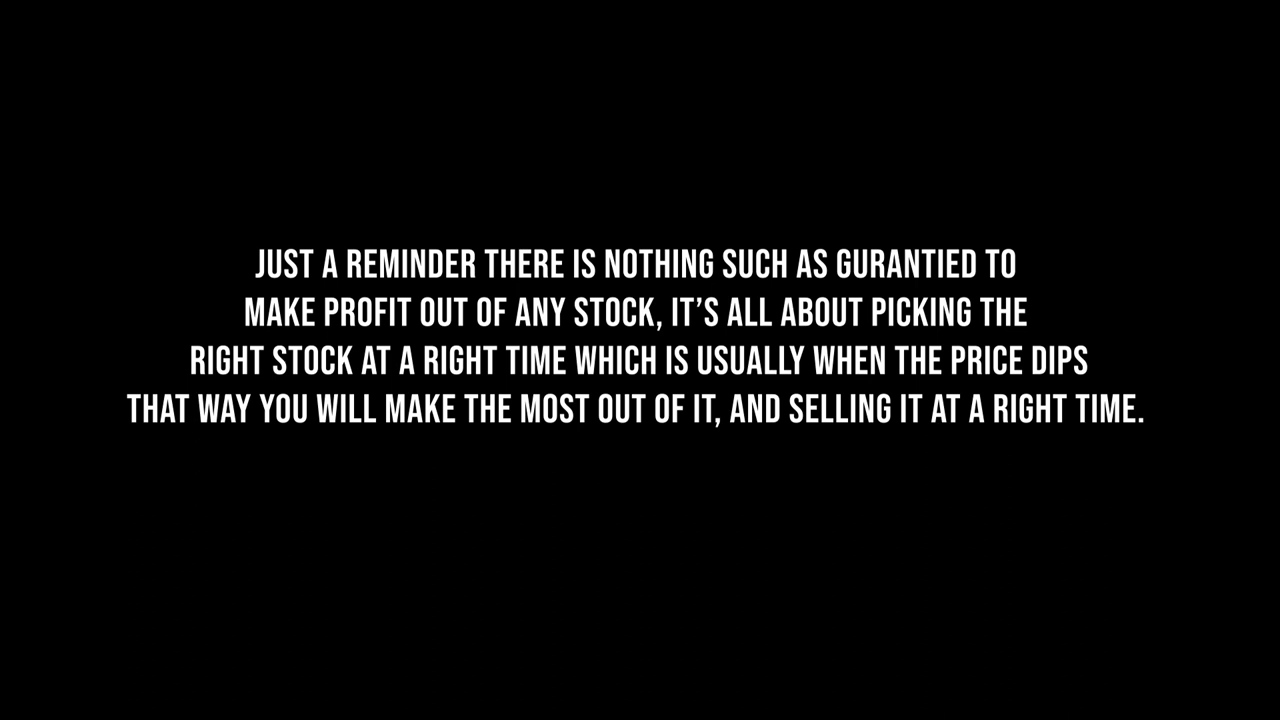 JUST A REMINDER THERE IS NOTHING SUCH AS GURANTIED TO
MAKE PROFIT OUT OF ANY STOCK, IT’S ALL ABOUT PICKING THE
RIGHT STOCK AT A RIGHT TIME WHICH IS USUALLY WHEN THE PRICE DIPS
THAT WAY YOU WILL MAKE THE MOST OUT OF IT, AND SELLING IT AT A RIGHT TIME.